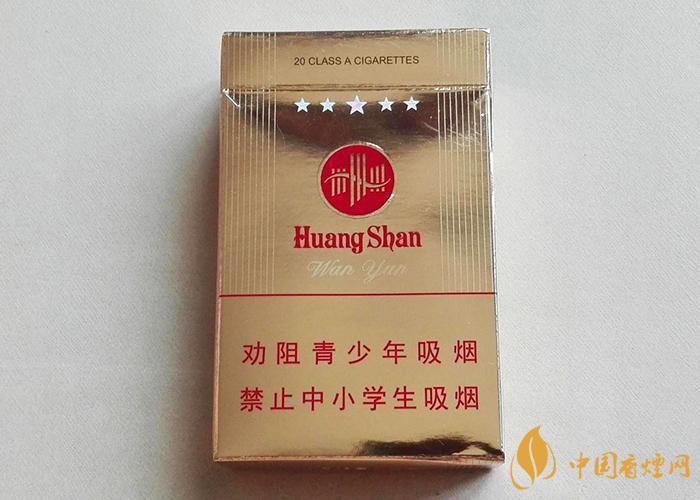 20 CLASS A CIGARETTES
Huang Shan
Wan Yun
劝阻青少年吸烟
禁止中小学生吸烟
中国香烟网